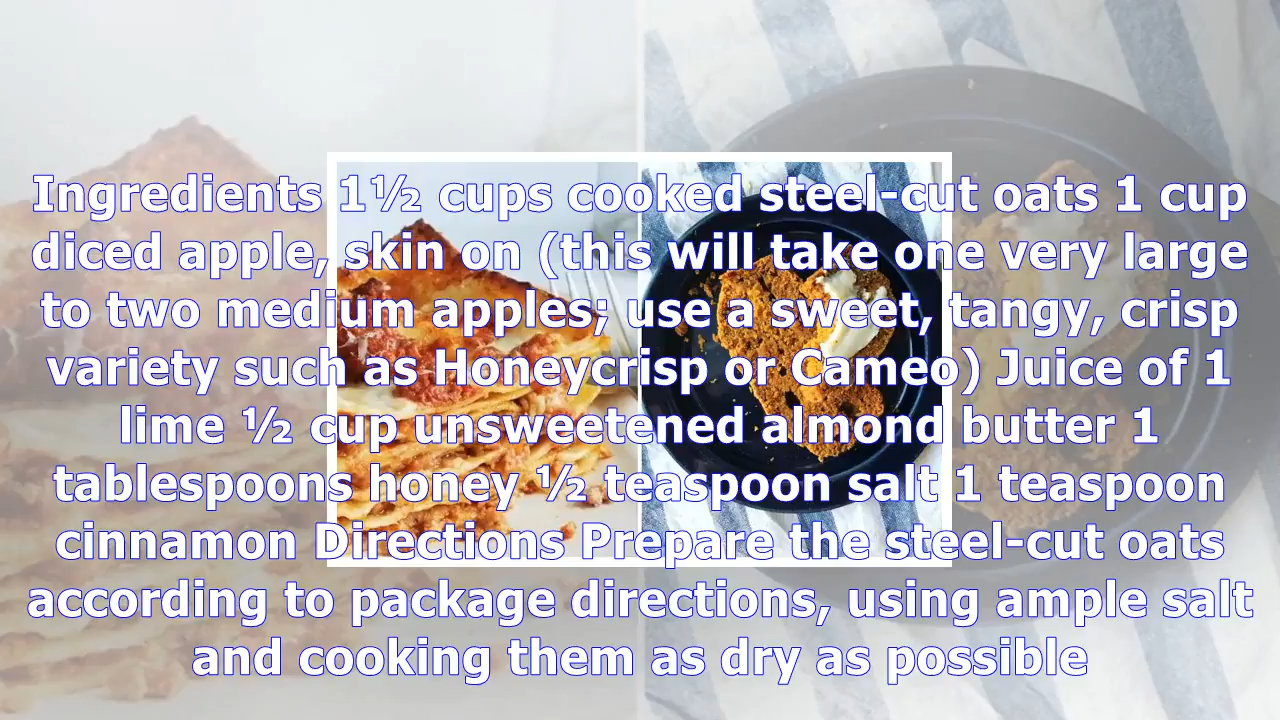 Ingredients 1½ cups cooked steel-cut oats 1 cup
diced apple, skin on (this will take one very large
to two medium apples; use a sweet, tangy, crisp
variety such as Honeycrisp or Cameo) Juice of 1
lime ½ cup unsweetened almond butter 1
tablespoons honey ½ teaspoon salt 1 teaspoon
cinnamon Directions Prepare the steel-cut oats
according to package directions, using ample salt
and cooking them as dry as possible